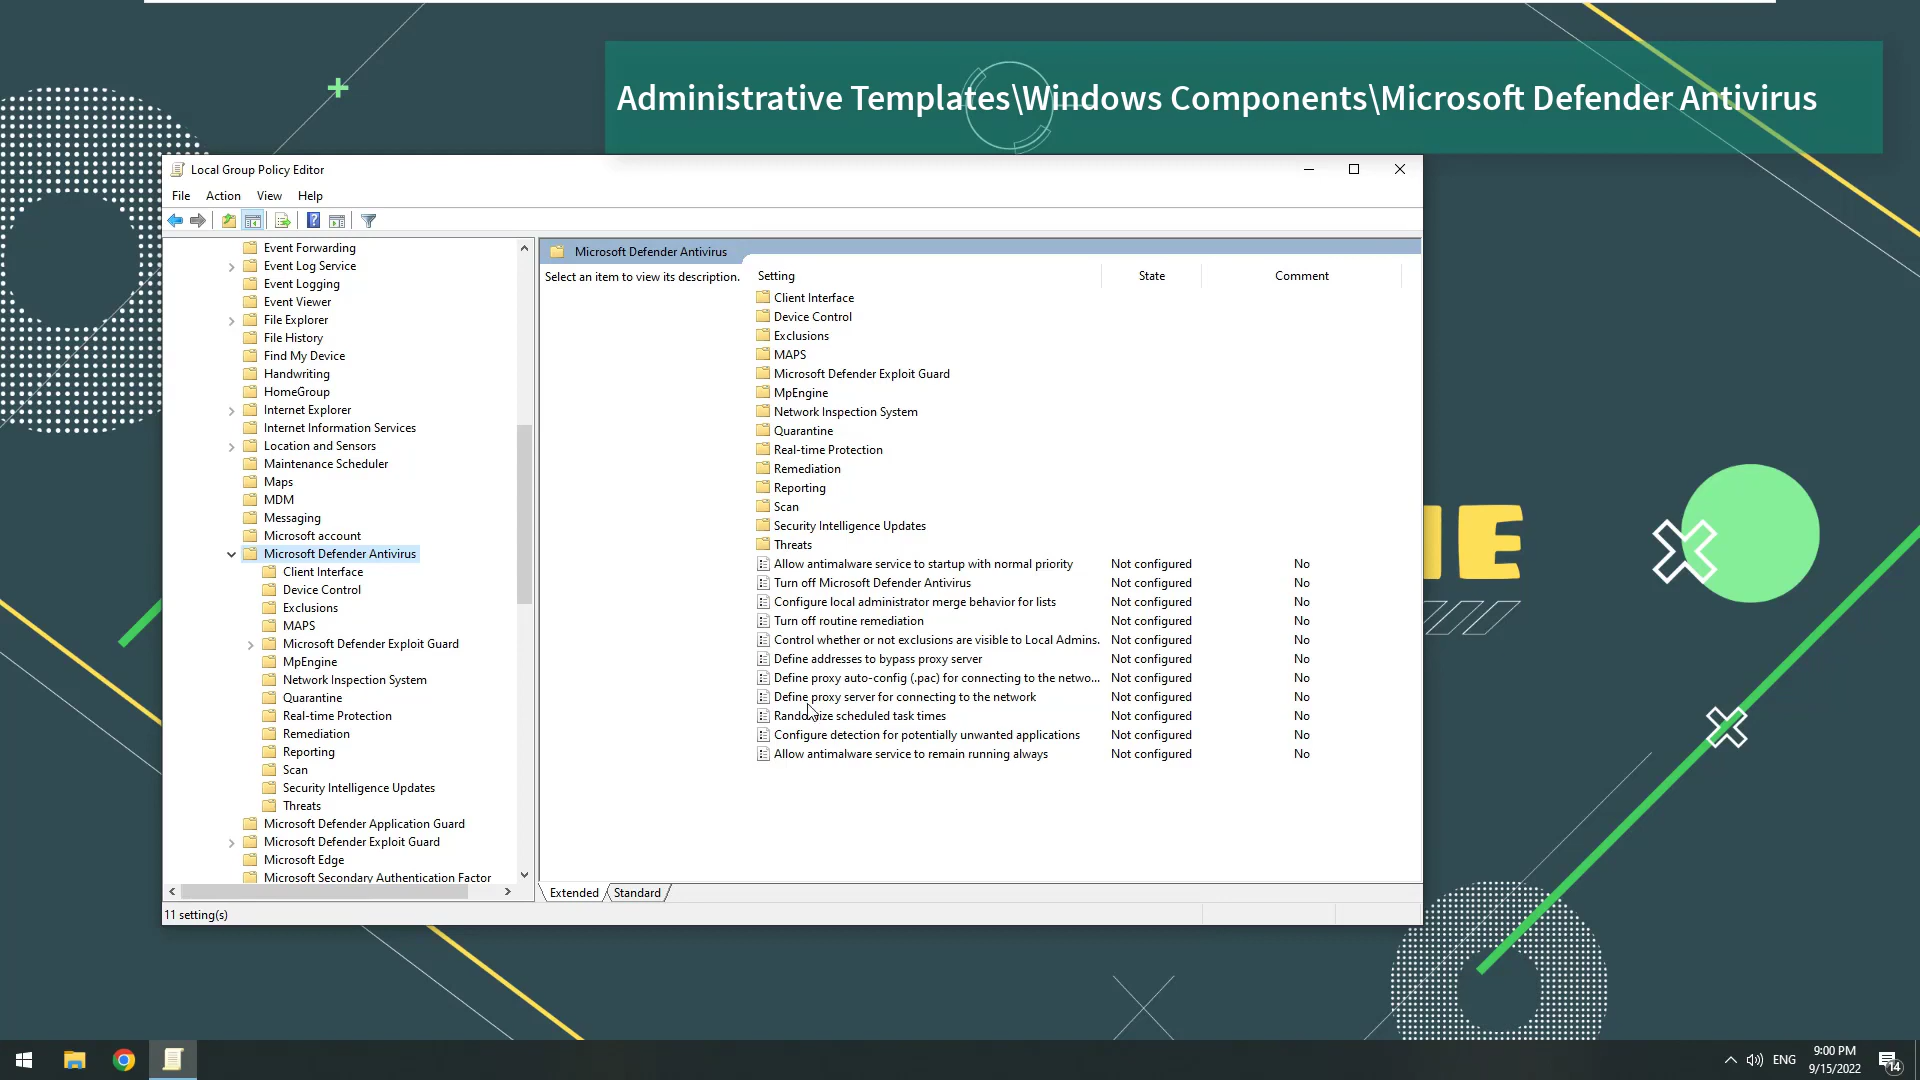 Administrative Templates\Windows Components\Microsoft Defender Antivirus
Local Group Policy Editor
File Action View Help
Event Forwarding
Event Log Service
Event Logging
Event Viewer
File Explorer
File History
Find My Device
Handwriting
HomeGroup
Internet Explorer
Internet Information Services
Location and Sensors
Maintenance Scheduler
Maps
MDM
Messaging
Microsoft account
Microsoft Defender Antivirus
Client Interface
Device Control
Exclusions
MAPS
Microsoft Defender Exploit Guard
MpEngine
Network Inspection System
Quarantine
Real-time Protection
Remediation
Reporting
Scan
Security Intelligence Updates
Threats
Microsoft Defender Application Guard
Microsoft Defender Exploit Guard
Microsoft Edge
Microsoft Secondary Authentication Factor
Microsoft Defender Antivirus
Select an item to view its description.
Setting State Comment
Client Interface
Device Control
Exclusions
MAPS
Microsoft Defender Exploit Guard
MpEngine
Network Inspection System
Quarantine
Real-time Protection
Remediation
Reporting
Scan
Security Intelligence Updates
Threats
Allow antimalware service to startup with normal priority Not configured No
Turn off Microsoft Defender Antivirus Not configured No
Configure local administrator merge behavior for lists Not configured No
Turn off routine remediation Not configured No
Control whether or not exclusions are visible to Local Admins. Not configured No
Define addresses to bypass proxy server Not configured No
Define proxy auto-config (.pac) for connecting to the netwo... Not configured No
Define proxy server for connecting to the network Not configured No
Randomize scheduled task times Not configured No
Configure detection for potentially unwanted applications Not configured No
Allow antimalware service to remain running always Not configured No
Extended Standard
11 setting(s)
ENG
9:00 PM
9/15/2022
14